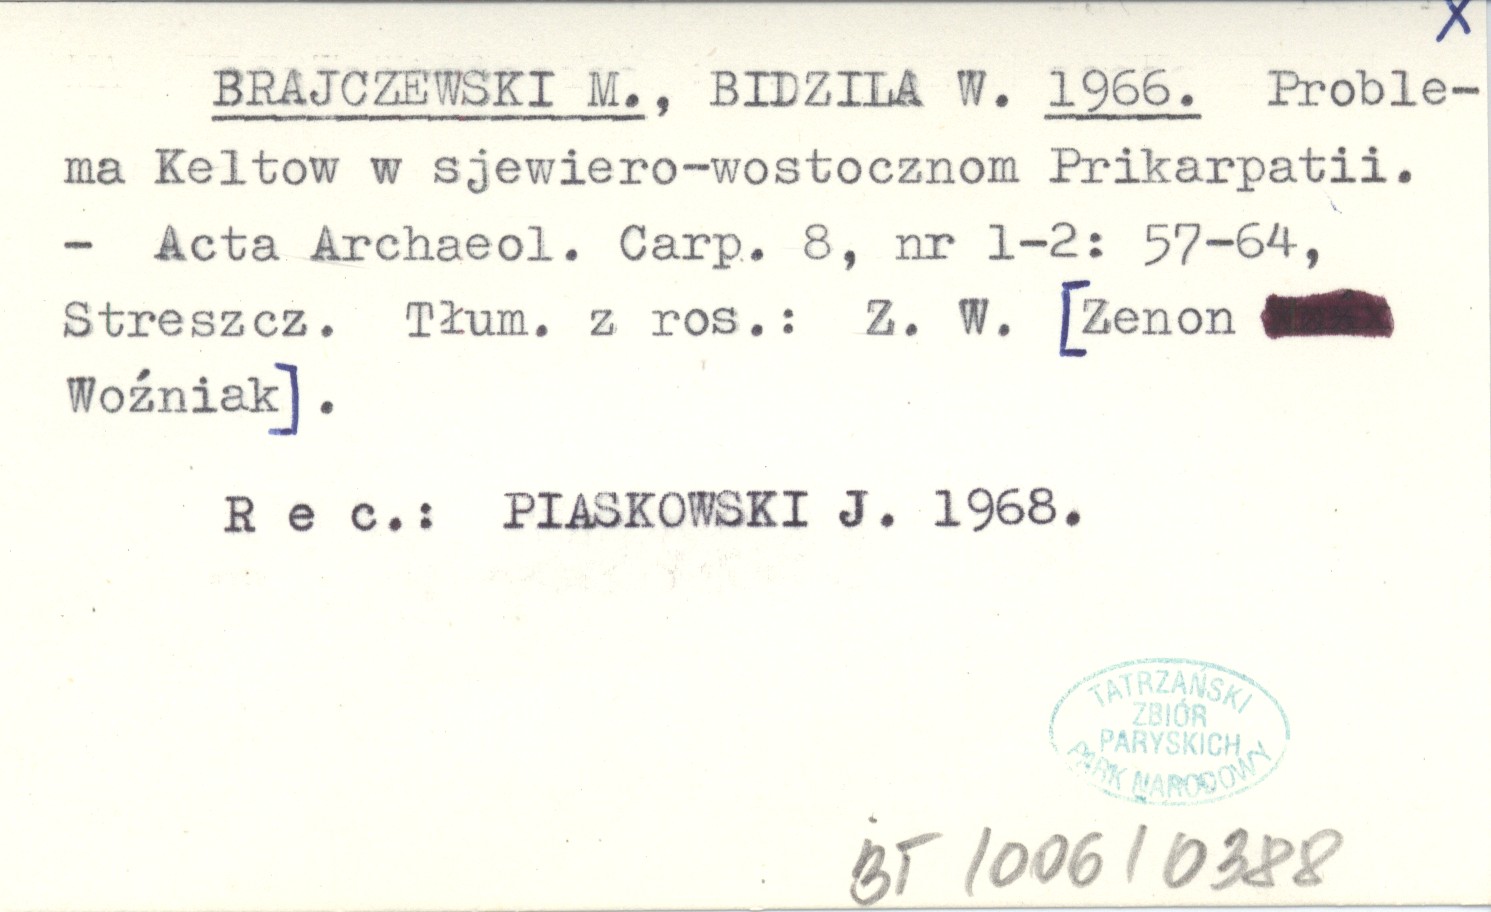 X
BRAJCZEWSKI M., BIDZILA W. 1966. Proble-
ma Keltow w sjewiero-wostocznom Prikarpatii.
- Acta Archaeol. Carp. 8, nr 1-2: 57-64,
Streszcz. Tłum. z ros.: Z. W. [Zenon
Woźniak].
R e c.: PIASKOWSKI J. 1968.
TATRZAŃSKI
ZBIÓR
PARYSKICH
PARK NARODOWY
BT /006/0388